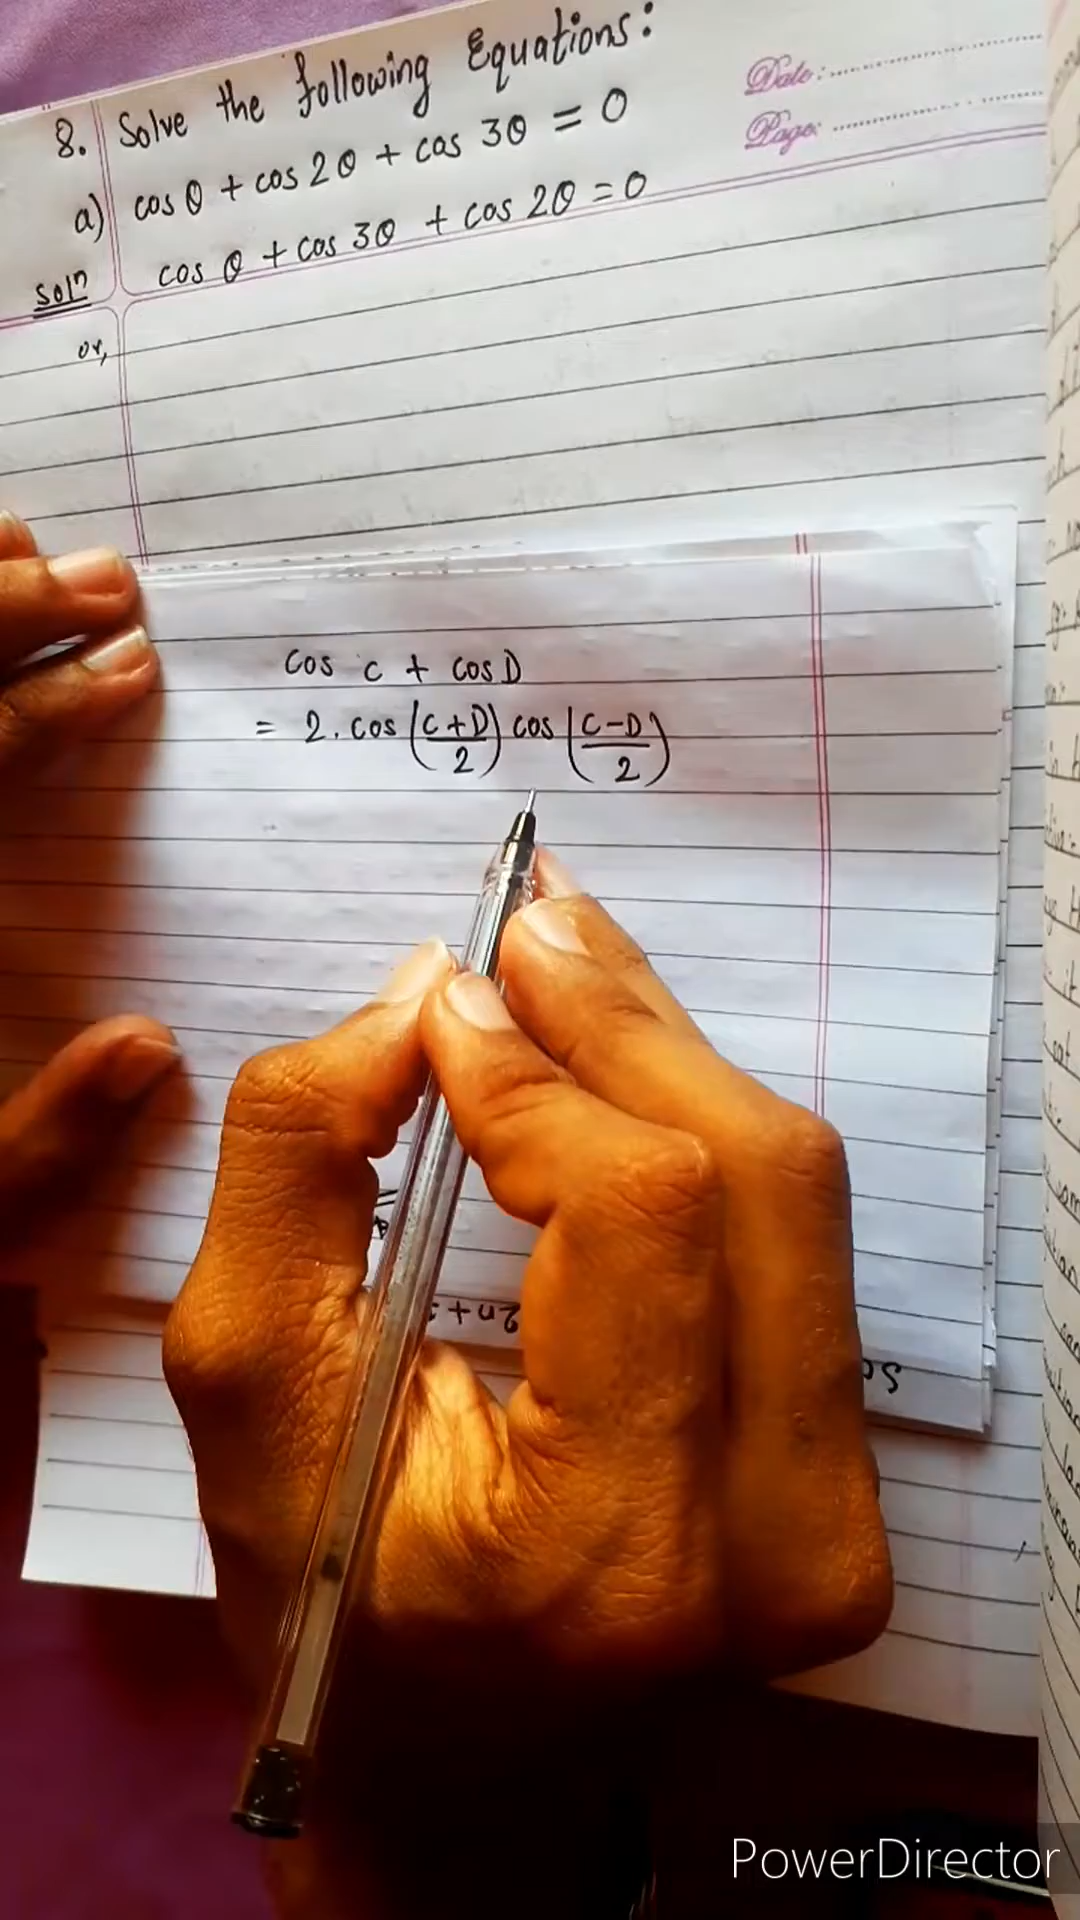 8. Solve the following Equations:
Date:
a) cos θ + cos 2θ + cos 3θ = 0
Page:
Solⁿ cos θ + cos 3θ + cos 2θ = 0
or,
cos C + cos D
= 2. cos (C+D/2) cos (C-D/2)
2n+
PowerDirector